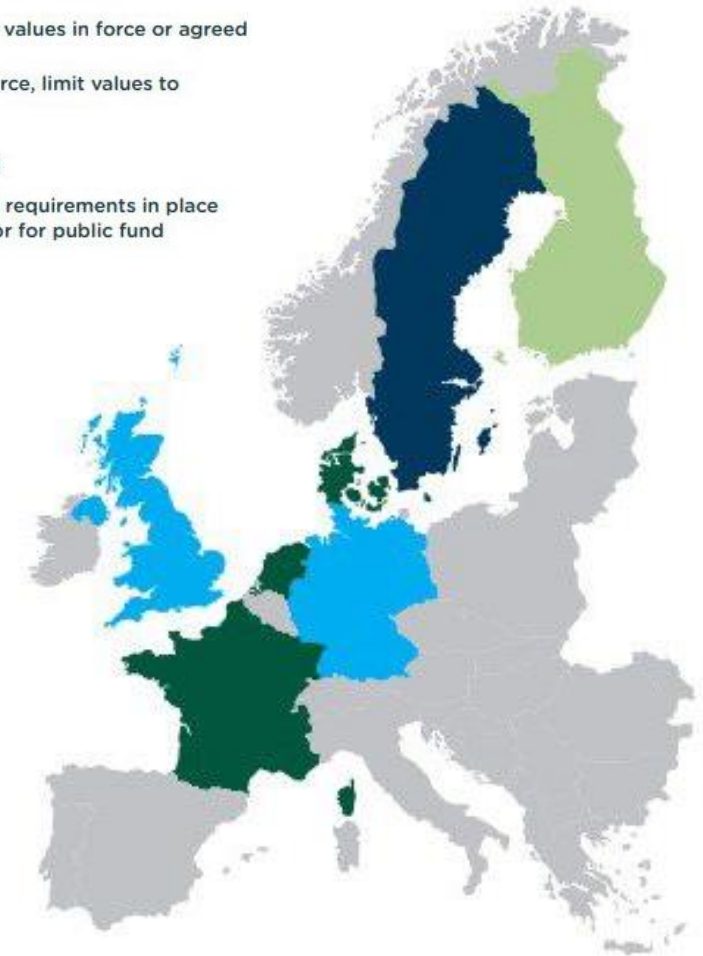 values in force or agreed
rce, limit values to
requirements in place
or for public fund